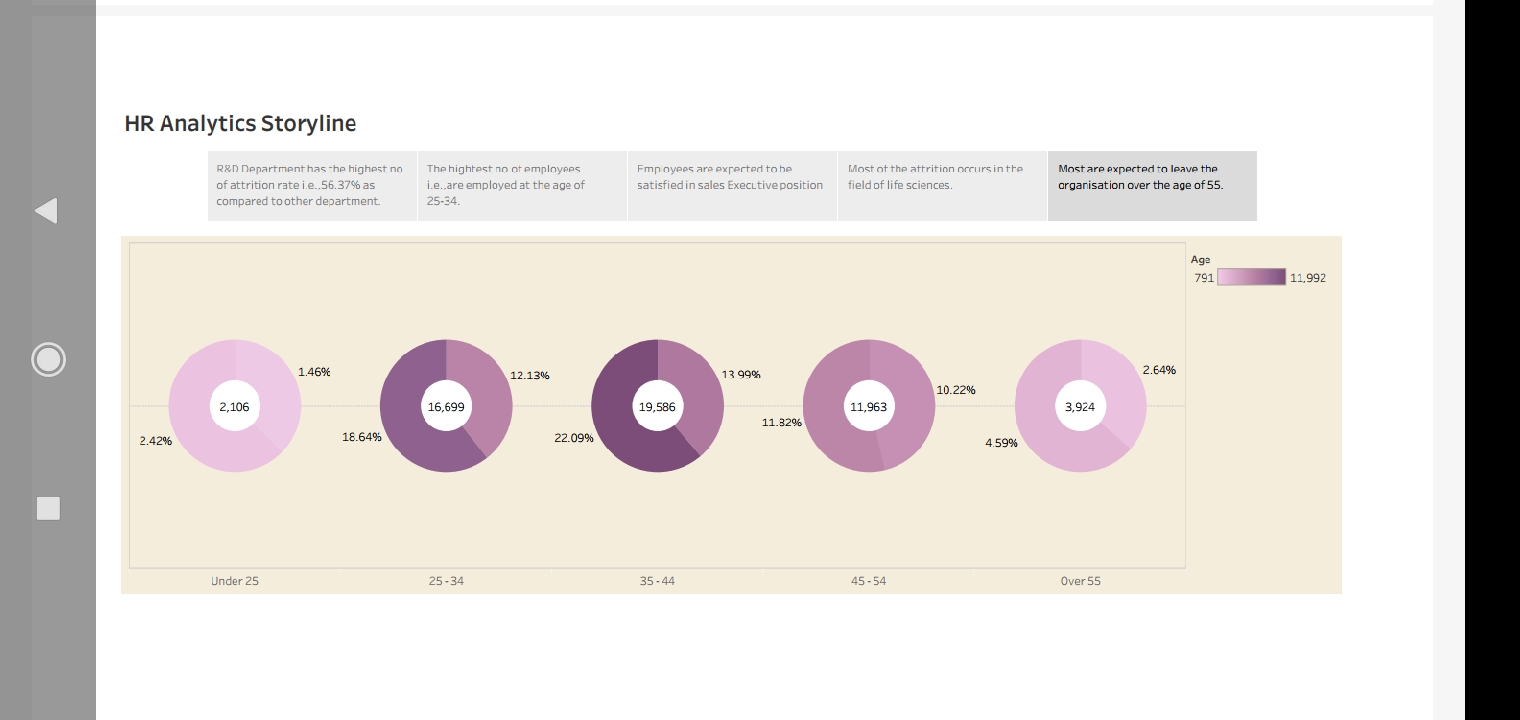 HR Analytics Storyline
R&D Department has the highest no
of attrition rate i.e..56.37% as
compared to other department.
The hightest no of employees
i.e..are employed at the age of
25-34.
Employees are expected to be
satisfied in sales Executive position
Most of the attrition occurs in the
field of life sciences.
Most are expected to leave the
organisation over the age of 55.
Age
791 11,992
1.46%
2,106
2.42%
12.13%
16,699
18.64%
13.99%
19,586
22.09%
10.22%
11,963
11.82%
2.64%
3,924
4.59%
Under 25
25 - 34
35 - 44
45 - 54
Over 55